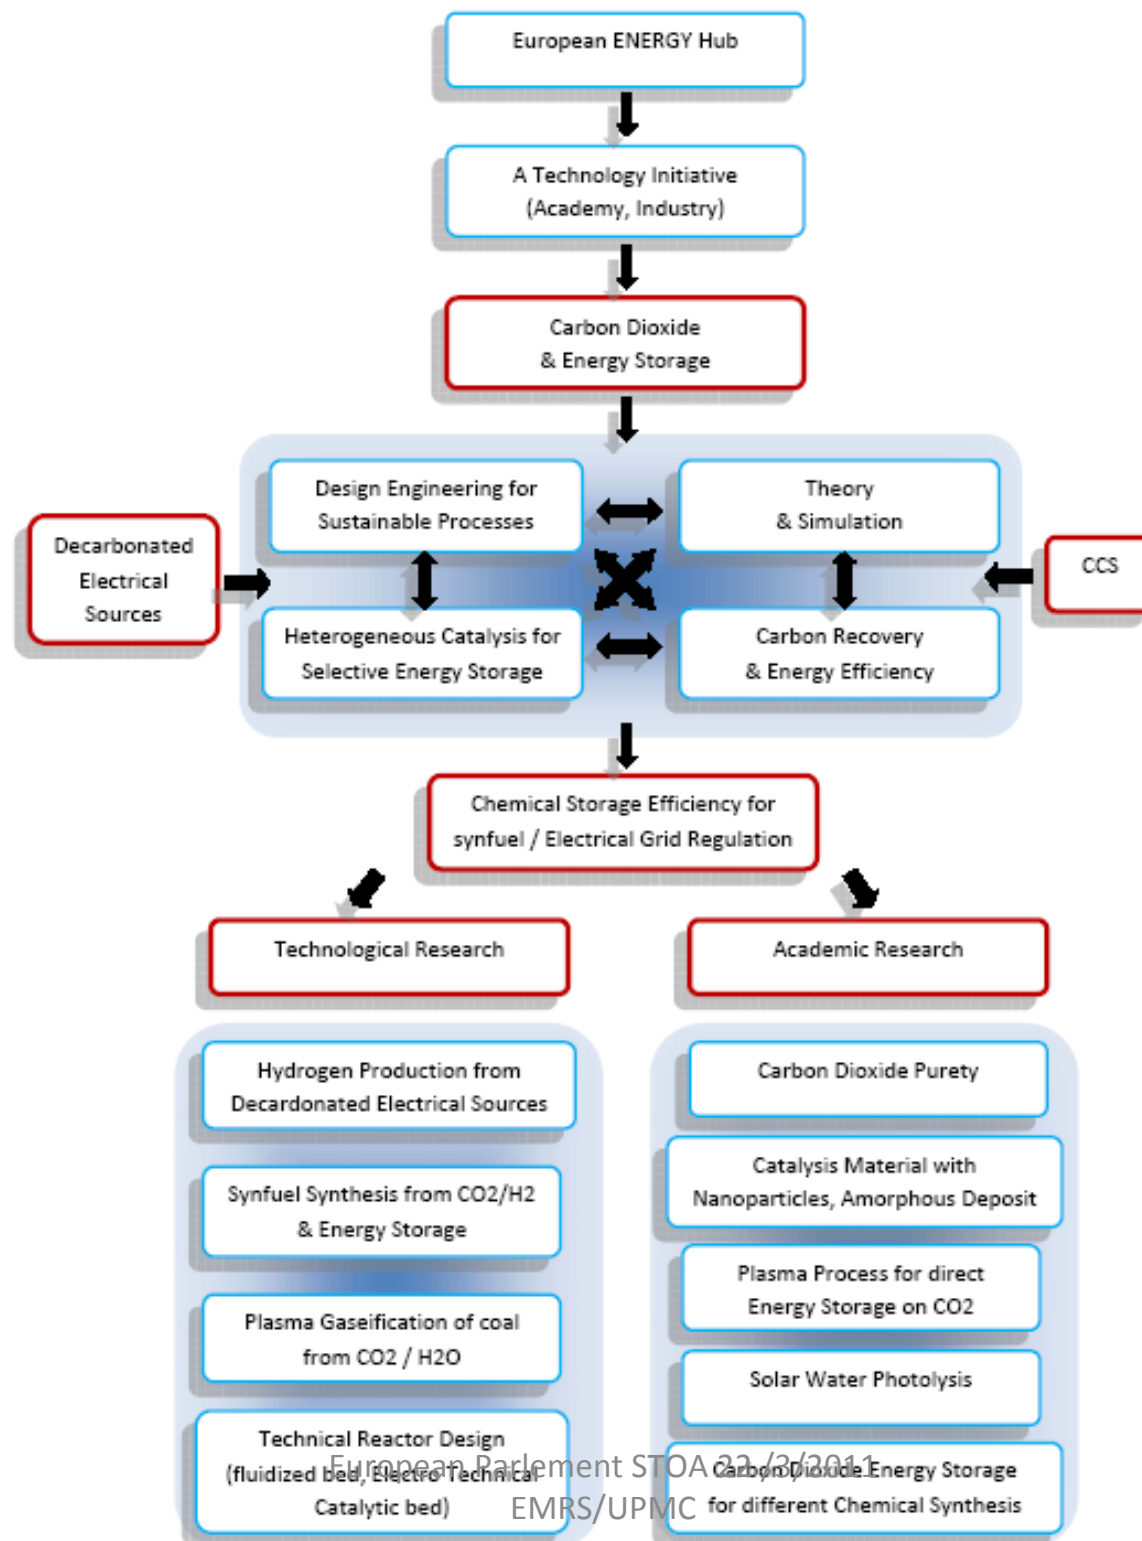 European ENERGY Hub
A Technology Initiative
(Academy, Industry)
Carbon Dioxide
& Energy Storage
Design Engineering for
Sustainable Processes
Theory
& Simulation
Decarbonated
Electrical
Sources
CCS
Heterogeneous Catalysis for
Selective Energy Storage
Carbon Recovery
& Energy Efficiency
Chemical Storage Efficiency for
synfuel / Electrical Grid Regulation
Technological Research
Academic Research
Hydrogen Production from
Decardonated Electrical Sources
Synfuel Synthesis from CO2/H2
& Energy Storage
Plasma Gaseification of coal
from CO2 / H2O
Technical Reactor Design
(fluidized bed, Electro Technical
Catalytic bed)
Carbon Dioxide Purety
Catalysis Material with
Nanoparticles, Amorphous Deposit
Plasma Process for direct
Energy Storage on CO2
Solar Water Photolysis
Carbon Dioxide Energy Storage
for different Chemical Synthesis
European Parlement STOA 22 /3/2011
EMRS/UPMC